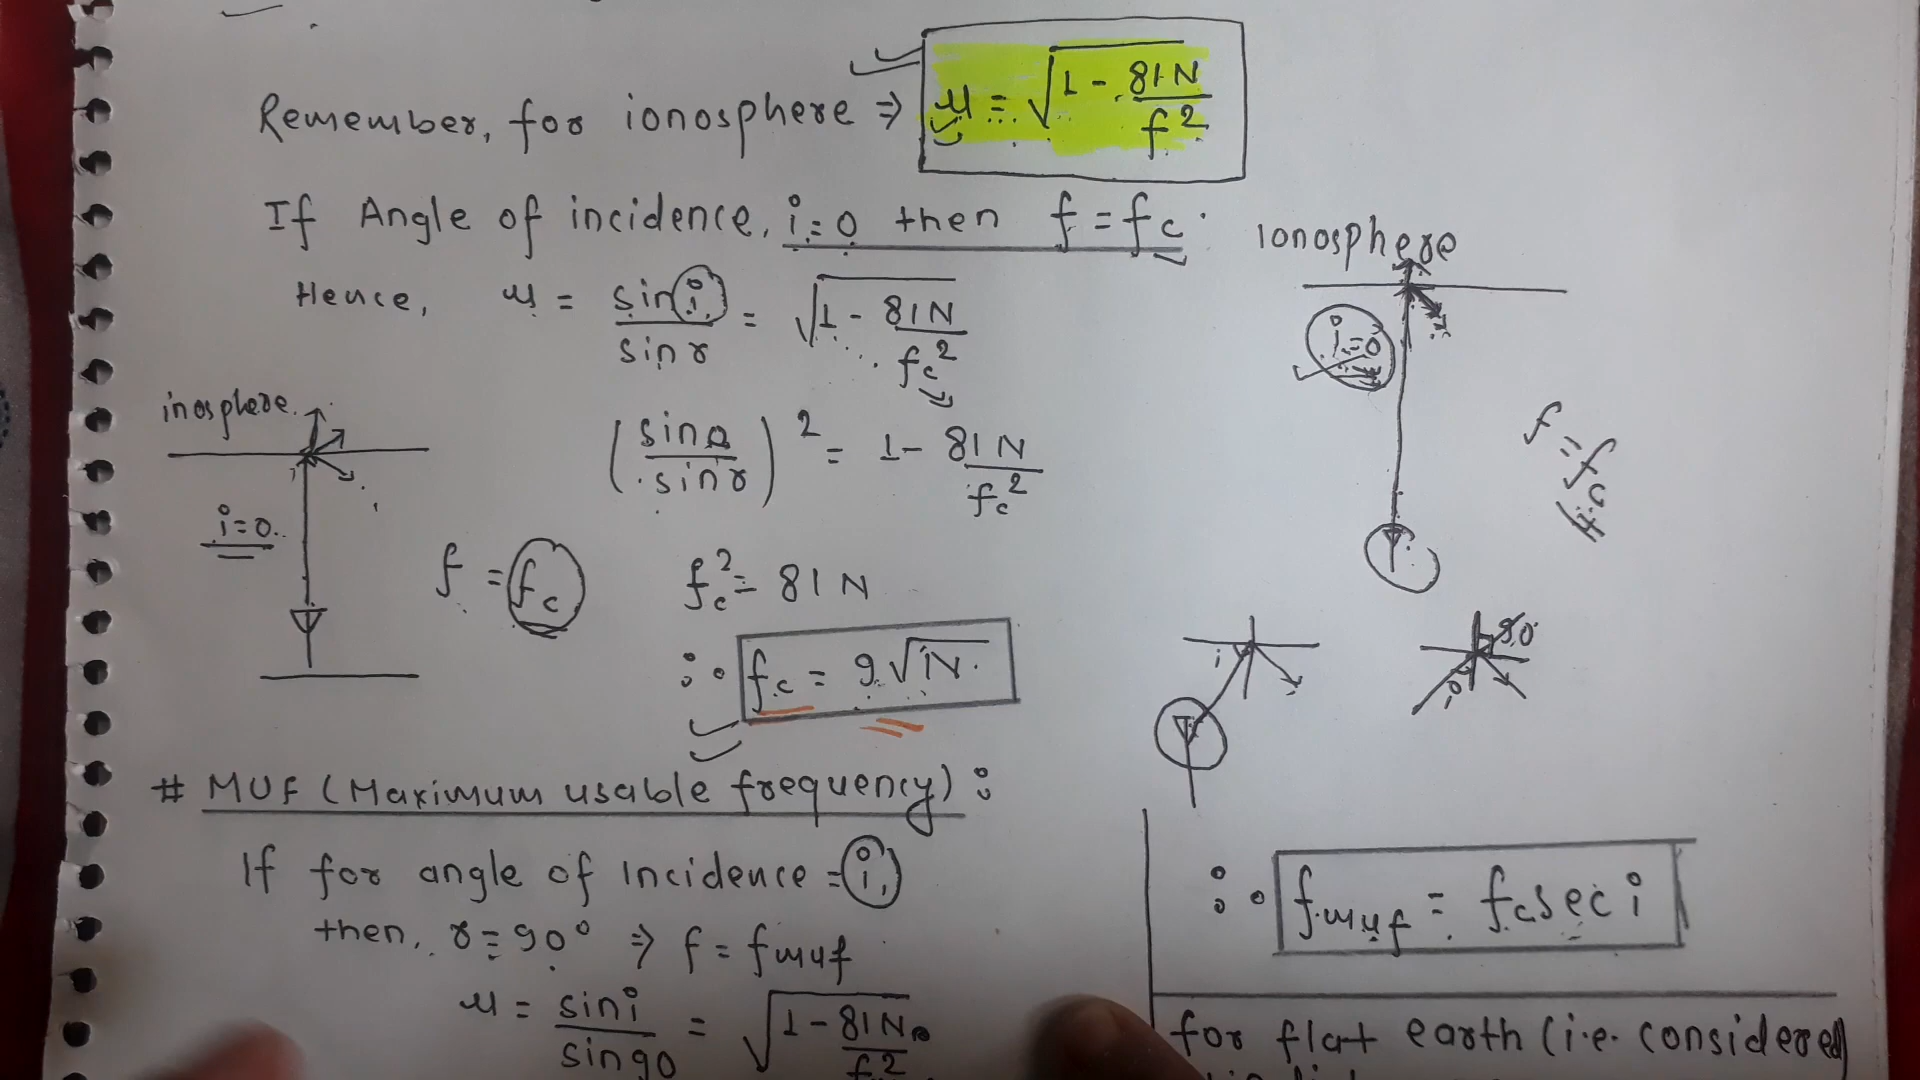 Remember, for ionosphere ⇒ μ = √(1 - 81N/f²)
If Angle of incidence, i=0 then f = fc
Hence, μ = sin i/sin r = √(1 - 81N/fc²)
ionosphere
i=0
f = fc
inosphere.
i=0
(sin 0/sin r)² = 1 - 81N/fc²
f = fc
fc² = 81N
∴ fc = 9√N
i
i
90
# MUF (Maximum usable frequency) :
If for angle of incidence = i,
then, r = 90° ⇒ f = fmuf
μ = sin i/sin 90 = √(1 - 81N/f²)
∴ fmuf = fc sec i
for flat earth (i.e. considered